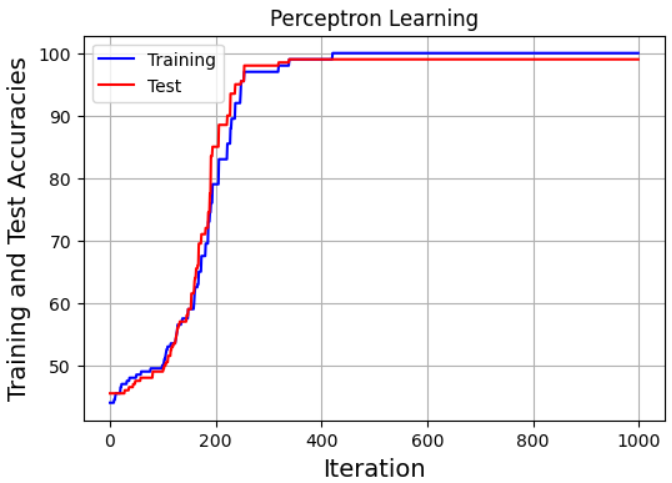 Perceptron Learning
Training
Test
Training and Test Accuracies
100
90
80
70
60
50
0 200 400 600 800 1000
Iteration